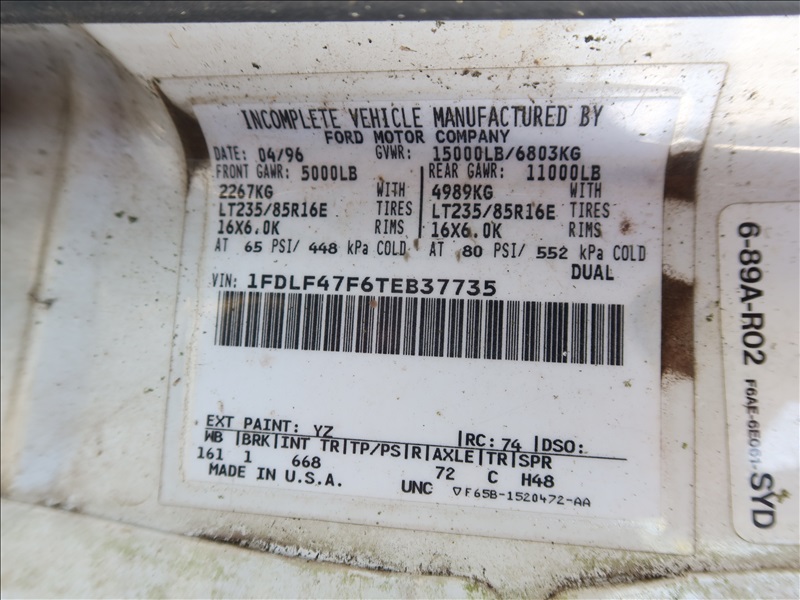 INCOMPLETE VEHICLE MANUFACTURED BY
FORD MOTOR COMPANY
DATE: 04/96 GVWR: 15000LB/6803KG
FRONT GAWR: 5000LB REAR GAWR: 11000LB
2267KG WITH 4989KG WITH
LT235/85R16E TIRES LT235/85R16E TIRES
16X6.0K RIMS 16X6.0K RIMS
AT 65 PSI/ 448 kPa COLD AT 80 PSI/ 552 kPa COLD
DUAL
VIN: 1FDLF47F6TEB37735
EXT PAINT: YZ RC: 74 DSO:
WB BRK INT TR TP/PS R AXLE TR SPR
161 1 668 72 C H48
MADE IN U.S.A. UNC ▽F65B-1520472-AA
6-89A-R02
F6AE-6E061-
SYD